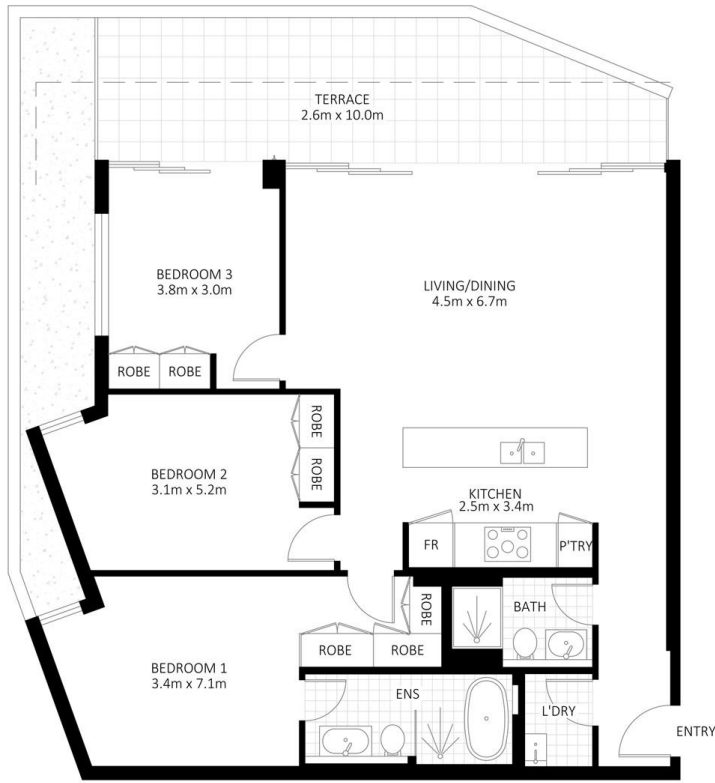 TERRACE
2.6m x 10.0m
BEDROOM 3
3.8m x 3.0m
LIVING/DINING
4.5m x 6.7m
ROBE
ROBE
ROBE
ROBE
BEDROOM 2
3.1m x 5.2m
KITCHEN
2.5m x 3.4m
FR
P'TRY
BATH
ROBE
ROBE
ROBE
BEDROOM 1
3.4m x 7.1m
ENS
L'DRY
ENTRY